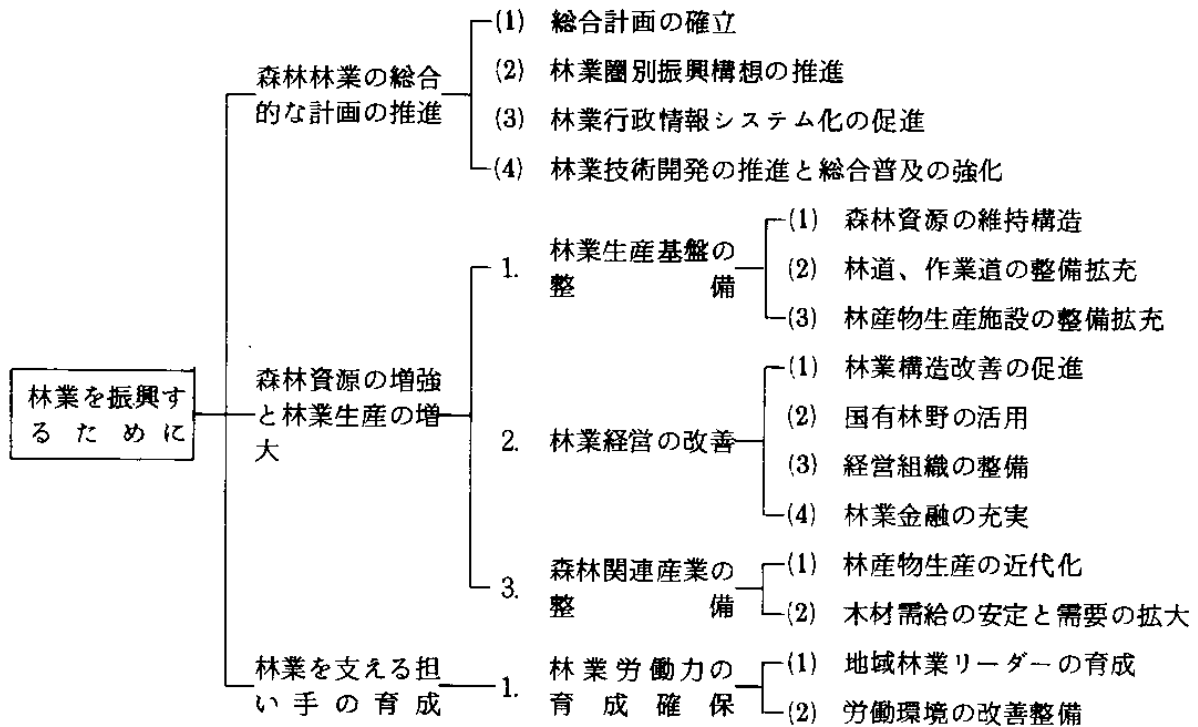 林業を振興す
るために
森林林業の総合
的な計画の推進
(1) 総合計画の確立
(2) 林業圏別振興構想の推進
(3) 林業行政情報システム化の促進
(4) 林業技術開発の推進と総合普及の強化
森林資源の増強
と林業生産の増
大
1. 林業生産基盤の
整備
(1) 森林資源の維持構造
(2) 林道、作業道の整備拡充
(3) 林産物生産施設の整備拡充
2. 林業経営の改善
(1) 林業構造改善の促進
(2) 国有林野の活用
(3) 経営組織の整備
(4) 林業金融の充実
3. 森林関連産業の
整備
(1) 林産物生産の近代化
(2) 木材需給の安定と需要の拡大
林業を支える担
い手の育成
1. 林業労働力の
育成確保
(1) 地域林業リーダーの育成
(2) 労働環境の改善整備